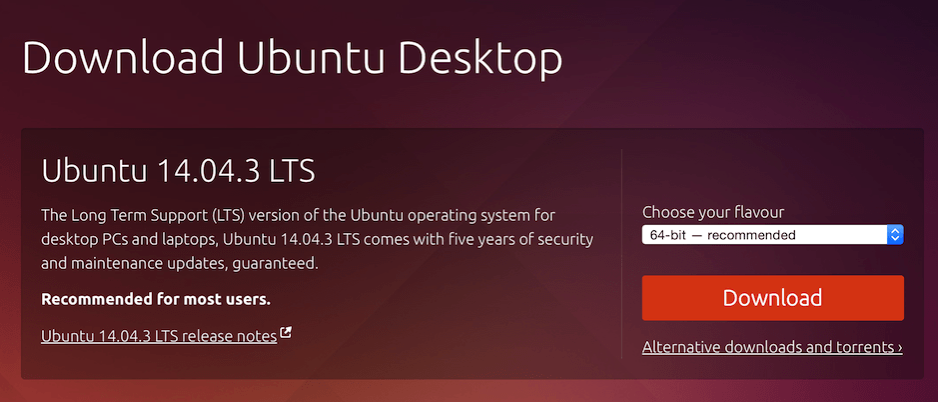 Download Ubuntu Desktop
Ubuntu 14.04.3 LTS
The Long Term Support (LTS) version of the Ubuntu operating system for
desktop PCs and laptops, Ubuntu 14.04.3 LTS comes with five years of security
and maintenance updates, guaranteed.
Recommended for most users.
Ubuntu 14.04.3 LTS release notes
Choose your flavour
64-bit — recommended
Download
Alternative downloads and torrents ›